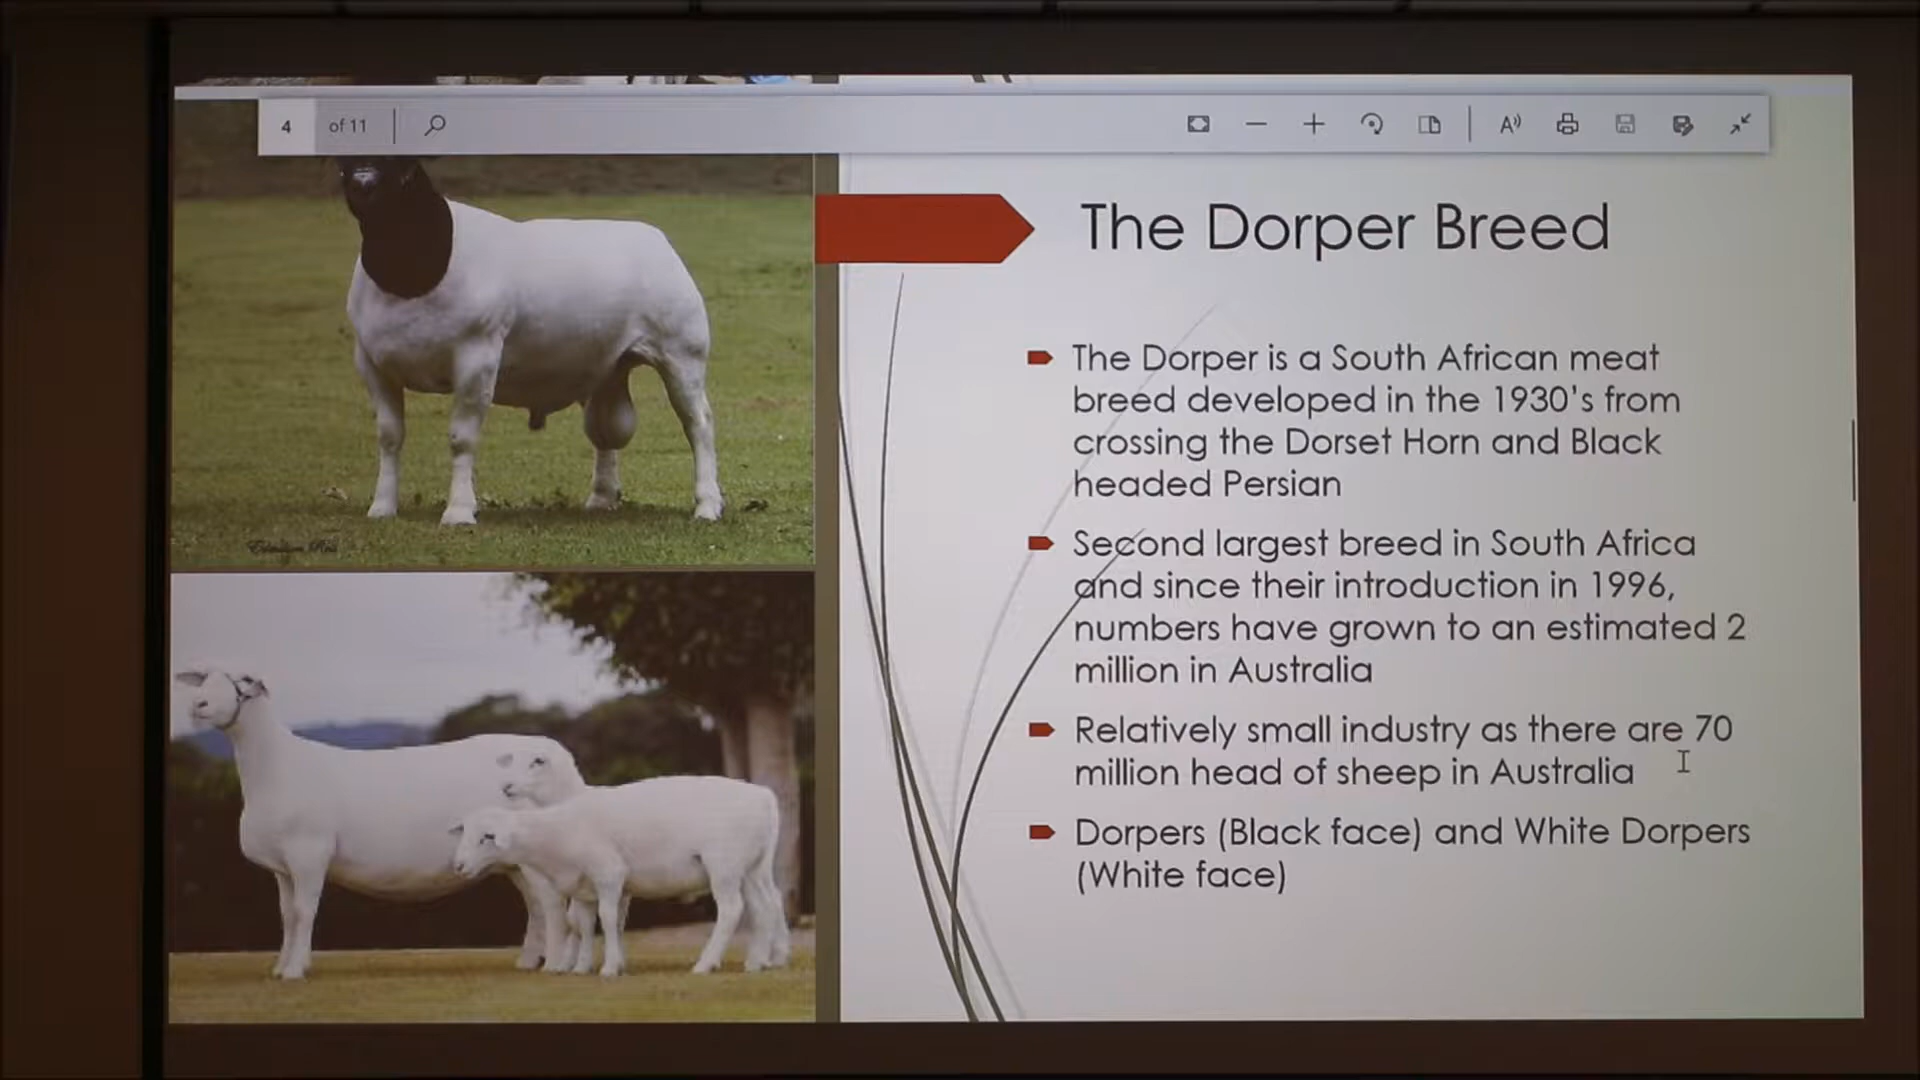 4 of 11
A
The Dorper Breed
The Dorper is a South African meat
breed developed in the 1930's from
crossing the Dorset Horn and Black
headed Persian
Second largest breed in South Africa
and since their introduction in 1996,
numbers have grown to an estimated 2
million in Australia
Relatively small industry as there are 70
million head of sheep in Australia
Dorpers (Black face) and White Dorpers
(White face)